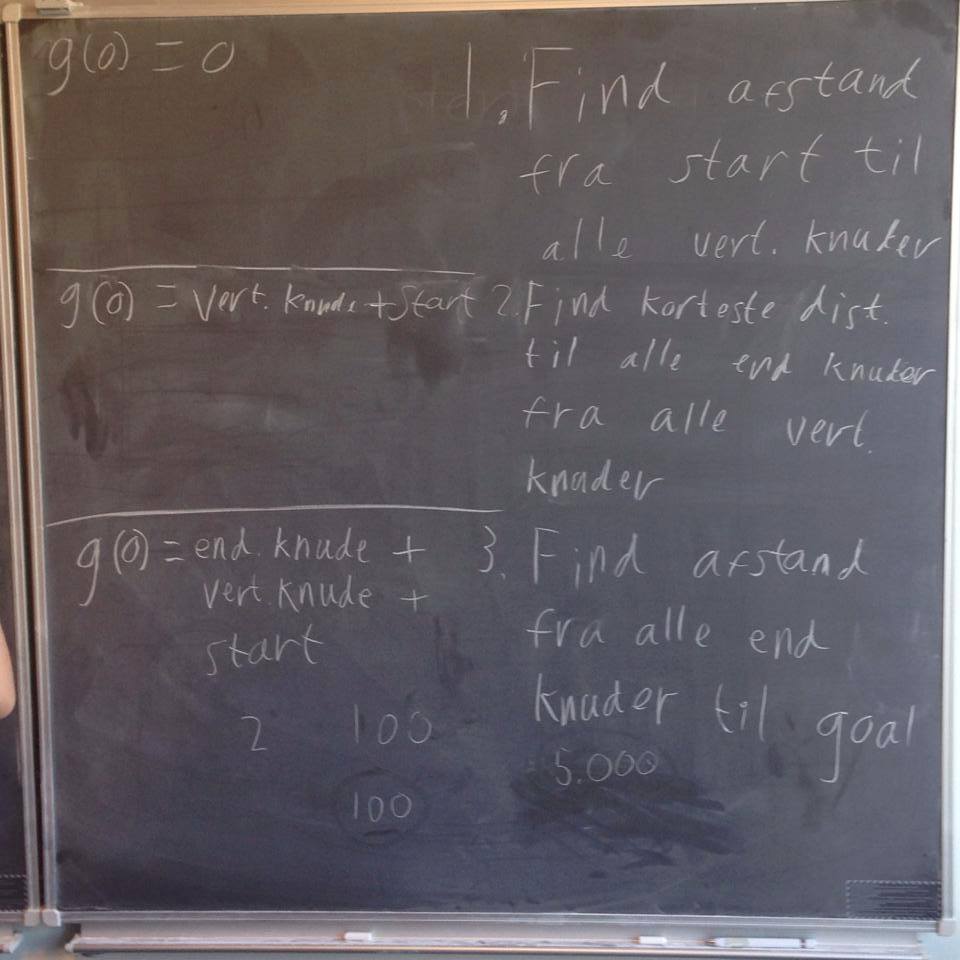 g(0) = 0
1. Find afstand
fra start til
alle vert. knuder
g(0) = vert. knude + start
2. Find korteste dist.
til alle end knuder
fra alle vert.
knuder
g(0) = end. knude +
vert. knude +
start
3. Find afstand
fra alle end
knuder til goal
2 100
5.000
100